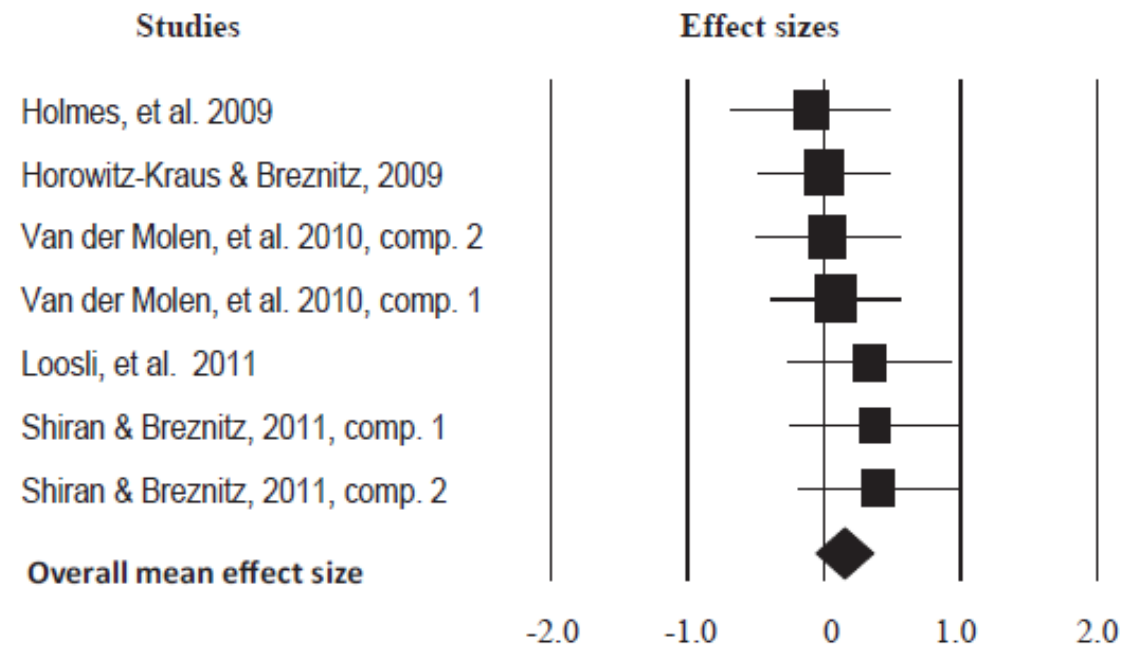 Studies Effect sizes
Holmes, et al. 2009
Horowitz-Kraus & Breznitz, 2009
Van der Molen, et al. 2010, comp. 2
Van der Molen, et al. 2010, comp. 1
Loosli, et al. 2011
Shiran & Breznitz, 2011, comp. 1
Shiran & Breznitz, 2011, comp. 2
Overall mean effect size
-2.0 -1.0 0 1.0 2.0